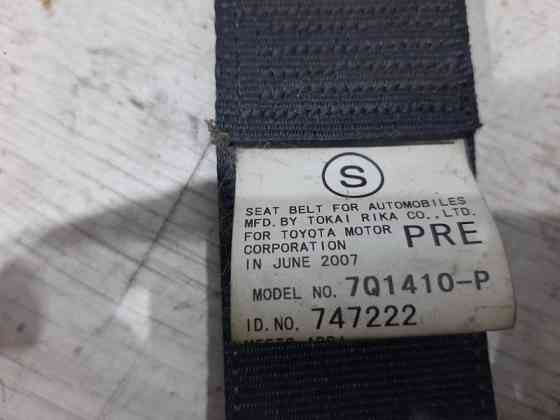 S
SEAT BELT FOR AUTOMOBILES
MFD. BY TOKAI RIKA CO., LTD.
FOR TOYOTA MOTOR
CORPORATION PRE
IN JUNE 2007
MODEL NO. 7Q1410-P
ID. NO. 747222